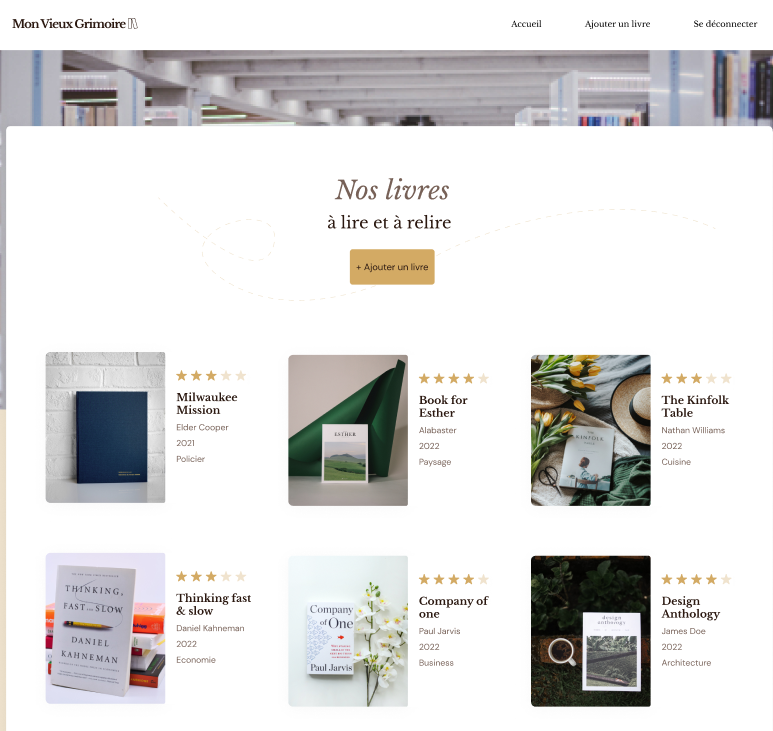 Mon Vieux Grimoire
Accueil
Ajouter un livre
Se déconnecter
Nos livres
à lire et à relire
+ Ajouter un livre
Milwaukee
Mission
Elder Cooper
2021
Policier
ESTHER
Book for
Esther
Alabaster
2022
Paysage
KINFOLK
The Kinfolk
Table
Nathan Williams
2022
Cuisine
THINKING,
FAST AND SLOW
DANIEL
KAHNEMAN
Thinking fast
& slow
Daniel Kahneman
2022
Economie
Company
of One
Paul Jarvis
Company of
one
Paul Jarvis
2022
Business
design
anthology
Design
Anthology
James Doe
2022
Architecture